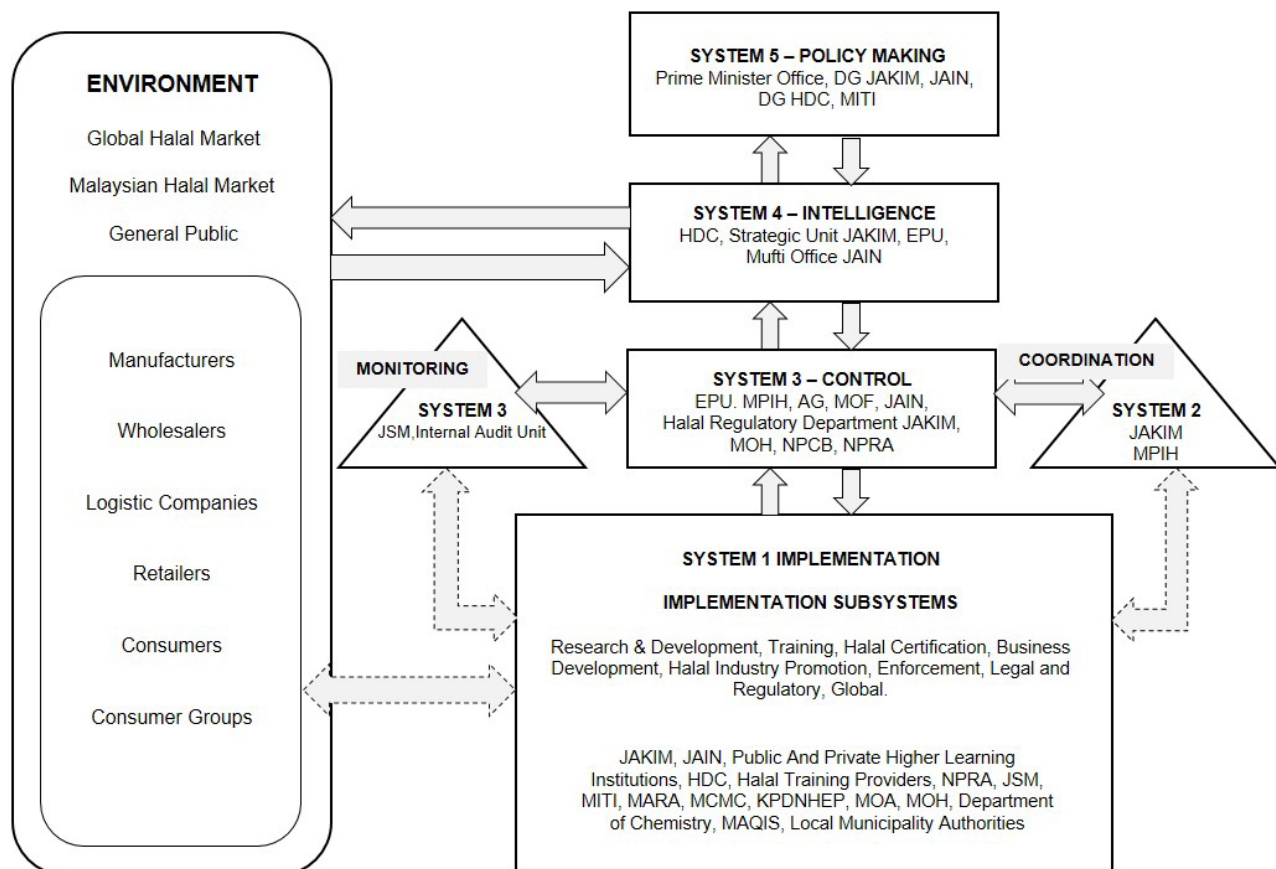 ENVIRONMENT
Global Halal Market
Malaysian Halal Market
General Public
Manufacturers
Wholesalers
Logistic Companies
Retailers
Consumers
Consumer Groups
SYSTEM 5 – POLICY MAKING
Prime Minister Office, DG JAKIM, JAIN,
DG HDC, MITI
SYSTEM 4 – INTELLIGENCE
HDC, Strategic Unit JAKIM, EPU,
Mufti Office JAIN
MONITORING
SYSTEM 3
JSM,Internal Audit Unit
SYSTEM 3 – CONTROL
EPU. MPIH, AG, MOF, JAIN,
Halal Regulatory Department JAKIM,
MOH, NPCB, NPRA
COORDINATION
SYSTEM 2
JAKIM
MPIH
SYSTEM 1 IMPLEMENTATION
IMPLEMENTATION SUBSYSTEMS
Research & Development, Training, Halal Certification, Business
Development, Halal Industry Promotion, Enforcement, Legal and
Regulatory, Global.
JAKIM, JAIN, Public And Private Higher Learning
Institutions, HDC, Halal Training Providers, NPRA, JSM,
MITI, MARA, MCMC, KPDNHEP, MOA, MOH, Department
of Chemistry, MAQIS, Local Municipality Authorities